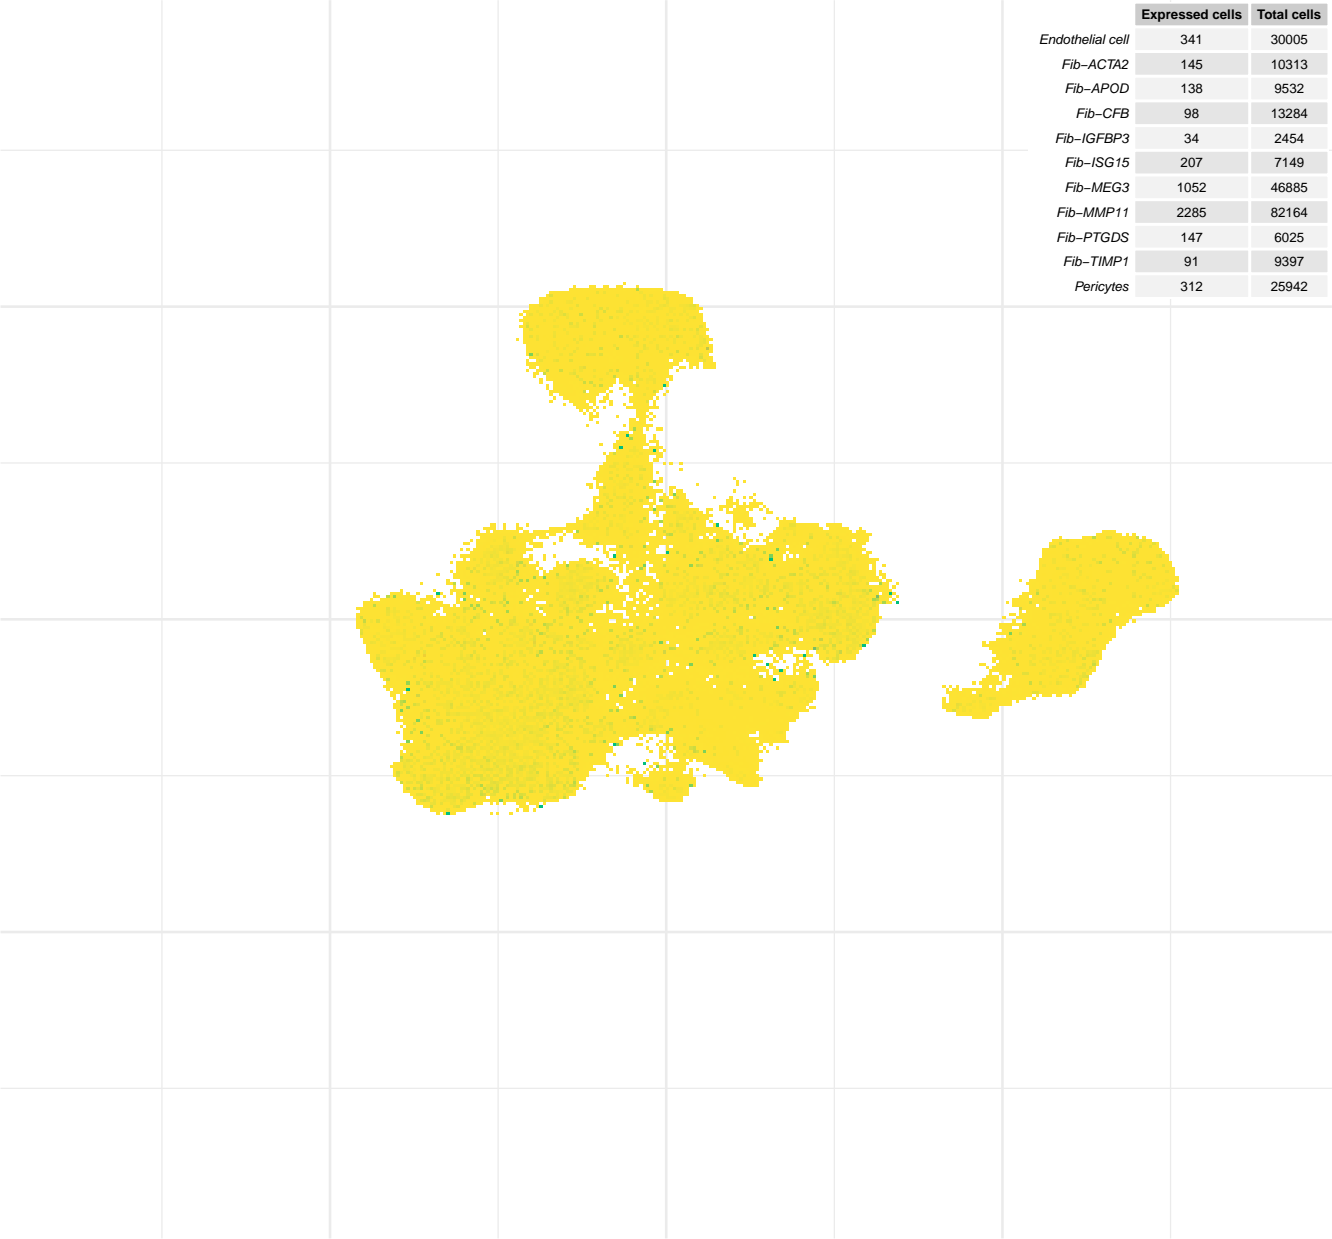 Expressed cells Total cells
Endothelial cell 341 30005
Fib−ACTA2 145 10313
Fib−APOD 138 9532
Fib−CFB 98 13284
Fib−IGFBP3 34 2454
Fib−ISG15 207 7149
Fib−MEG3 1052 46885
Fib−MMP11 2285 82164
Fib−PTGDS 147 6025
Fib−TIMP1 91 9397
Pericytes 312 25942